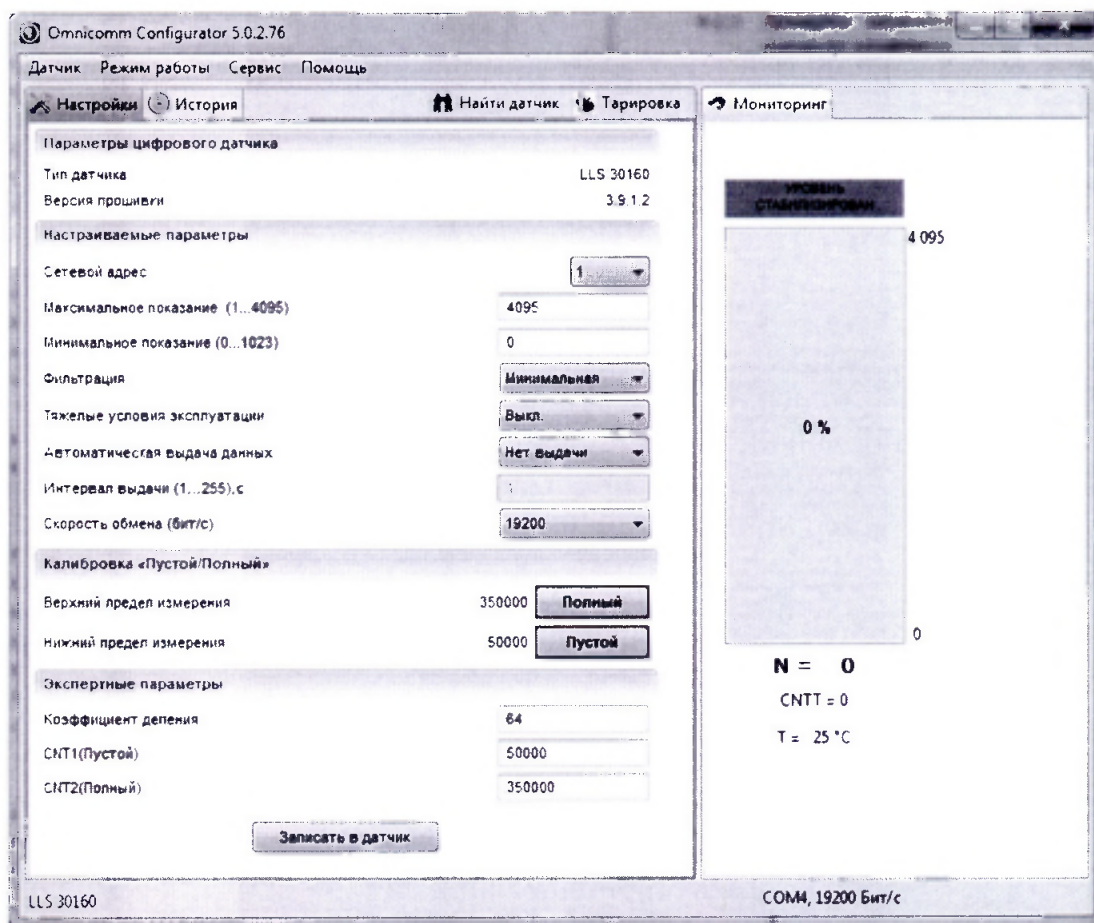 Omnicomm Configurator 5.0.2.76
Датчик Режим работы Сервис Помощь
Настройки История Найти датчик Тарировка Мониторинг
Параметры цифрового датчика
Тип датчика LLS 30160
Версия прошивки 3.9.1.2
Настраиваемые параметры
Сетевой адрес 1
Максимальное показание (1...4095) 4095
Минимальное показание (0...1023) 0
Фильтрация Минимальная
Тяжелые условия эксплуатации Выкл.
Автоматическая выдача данных Нет выдачи
Интервал выдачи (1...255),с 1
Скорость обмена (бит/с) 19200
Калибровка «Пустой/Полный»
Верхний предел измерения 350000 Полный
Нижний предел измерения 50000 Пустой
Экспертные параметры
Коэффициент деления 64
CNT1(Пустой) 50000
CNT2(Полный) 350000
Записать в датчик
УРОВЕНЬ
СТАБИЛИЗИРОВАН
4 095
0 %
0
N = 0
CNTT = 0
T = 25 °C
LLS 30160
COM4, 19200 Бит/с